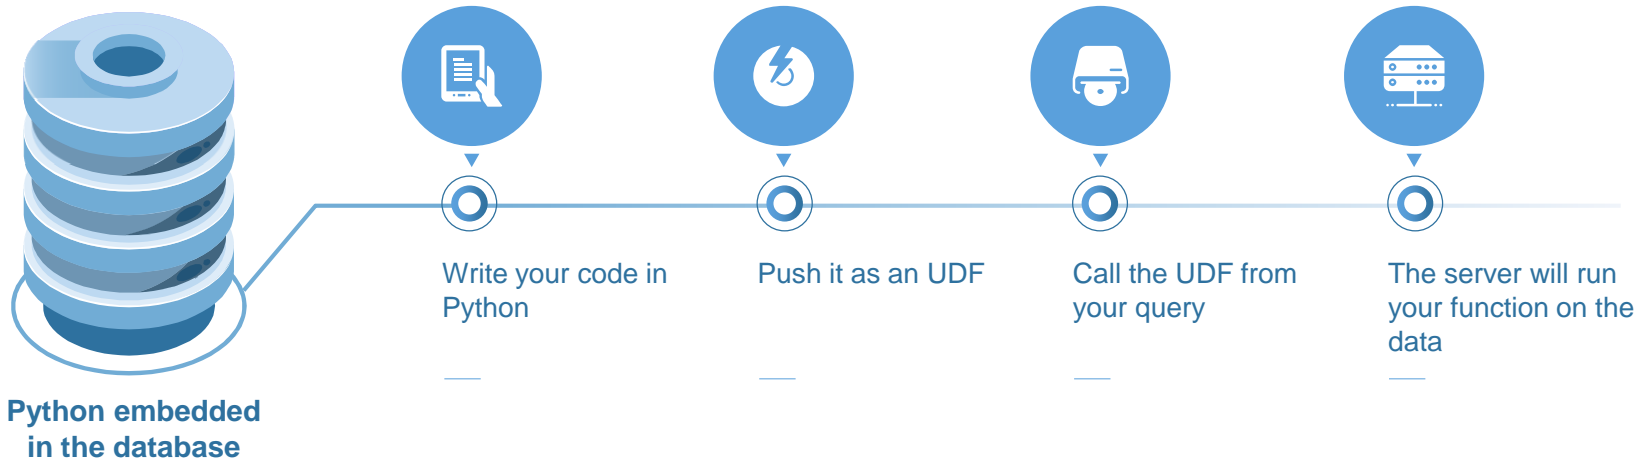 Write your code in
Python
Push it as an UDF
Call the UDF from
your query
The server will run
your function on the
data
Python embedded
in the database